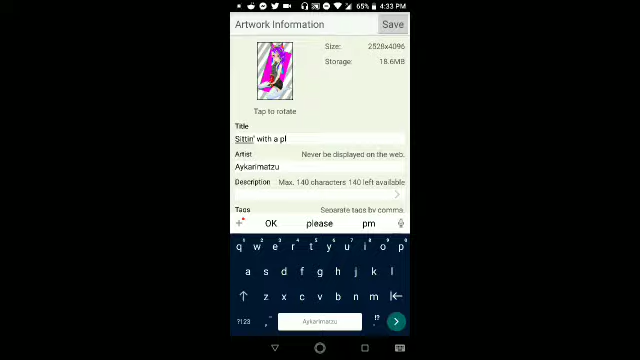 65% 4:33 PM
Artwork Information Save
Size: 2528x4096
Storage: 18.6MB
Tap to rotate
Title
Sittin' with a pl
Artist Never be displayed on the web.
Aykarimatzu
Description Max. 140 characters 140 left available
Tags Separate tags by comma.
OK please pm
q w e r t y u i o p
a s d f g h j k l
z x c v b n m
?123 , Aykarimatzu . !?